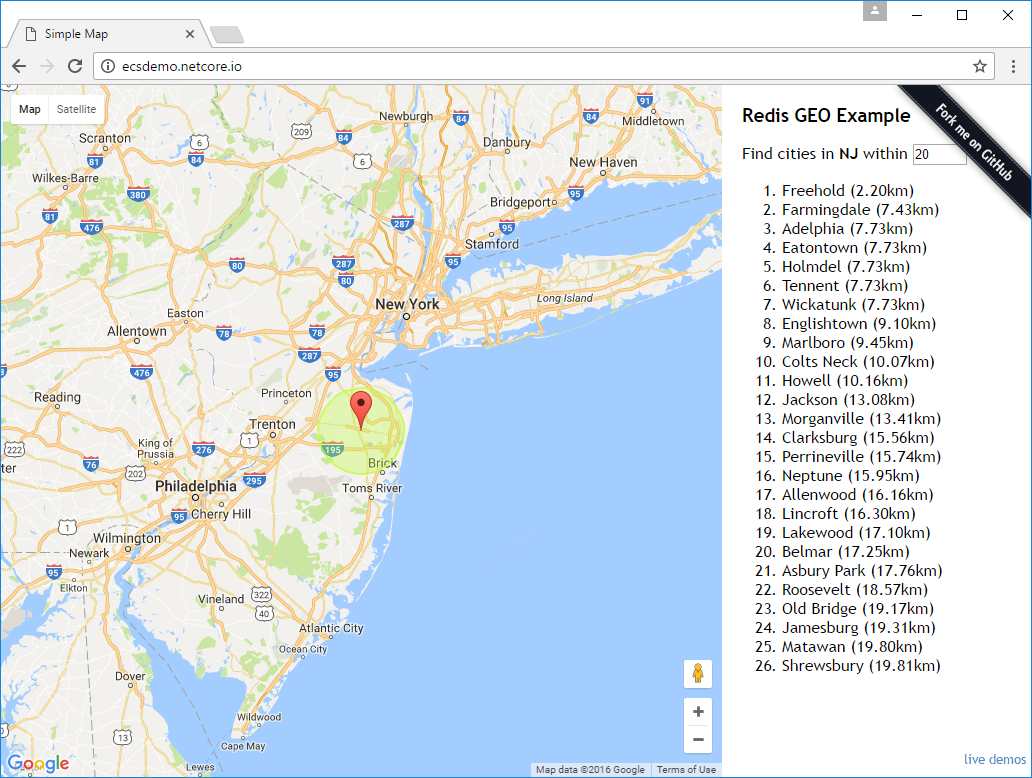 Simple Map
ecsdemo.netcore.io
Map Satellite
Newburgh
84
91
Middletown
Scranton
6
209
84
84
Danbury
81
84
6
New Haven
Wilkes-Barre
380
Bridgeport
95
81
476
287
95
Stamford
80
287
95
80
New York
Long Island
Easton
Allentown
78
78
287
476
95
Princeton
Reading
Trenton
1
King of
Prussia
276
195
222
ter
76
202
295
Brick
Philadelphia
Toms River
95
Cherry Hill
1
Wilmington
Newark
95
Elkton
Vineland
322
40
Atlantic City
Ocean City
Dover
Wildwood
13
Cape May
Lewes
Google
Map data ©2016 Google
Terms of Use
Redis GEO Example
Fork me on GitHub
Find cities in NJ within 20
1. Freehold (2.20km)
2. Farmingdale (7.43km)
3. Adelphia (7.73km)
4. Eatontown (7.73km)
5. Holmdel (7.73km)
6. Tennent (7.73km)
7. Wickatunk (7.73km)
8. Englishtown (9.10km)
9. Marlboro (9.45km)
10. Colts Neck (10.07km)
11. Howell (10.16km)
12. Jackson (13.08km)
13. Morganville (13.41km)
14. Clarksburg (15.56km)
15. Perrineville (15.74km)
16. Neptune (15.95km)
17. Allenwood (16.16km)
18. Lincroft (16.30km)
19. Lakewood (17.10km)
20. Belmar (17.25km)
21. Asbury Park (17.76km)
22. Roosevelt (18.57km)
23. Old Bridge (19.17km)
24. Jamesburg (19.31km)
25. Matawan (19.80km)
26. Shrewsbury (19.81km)
live demos